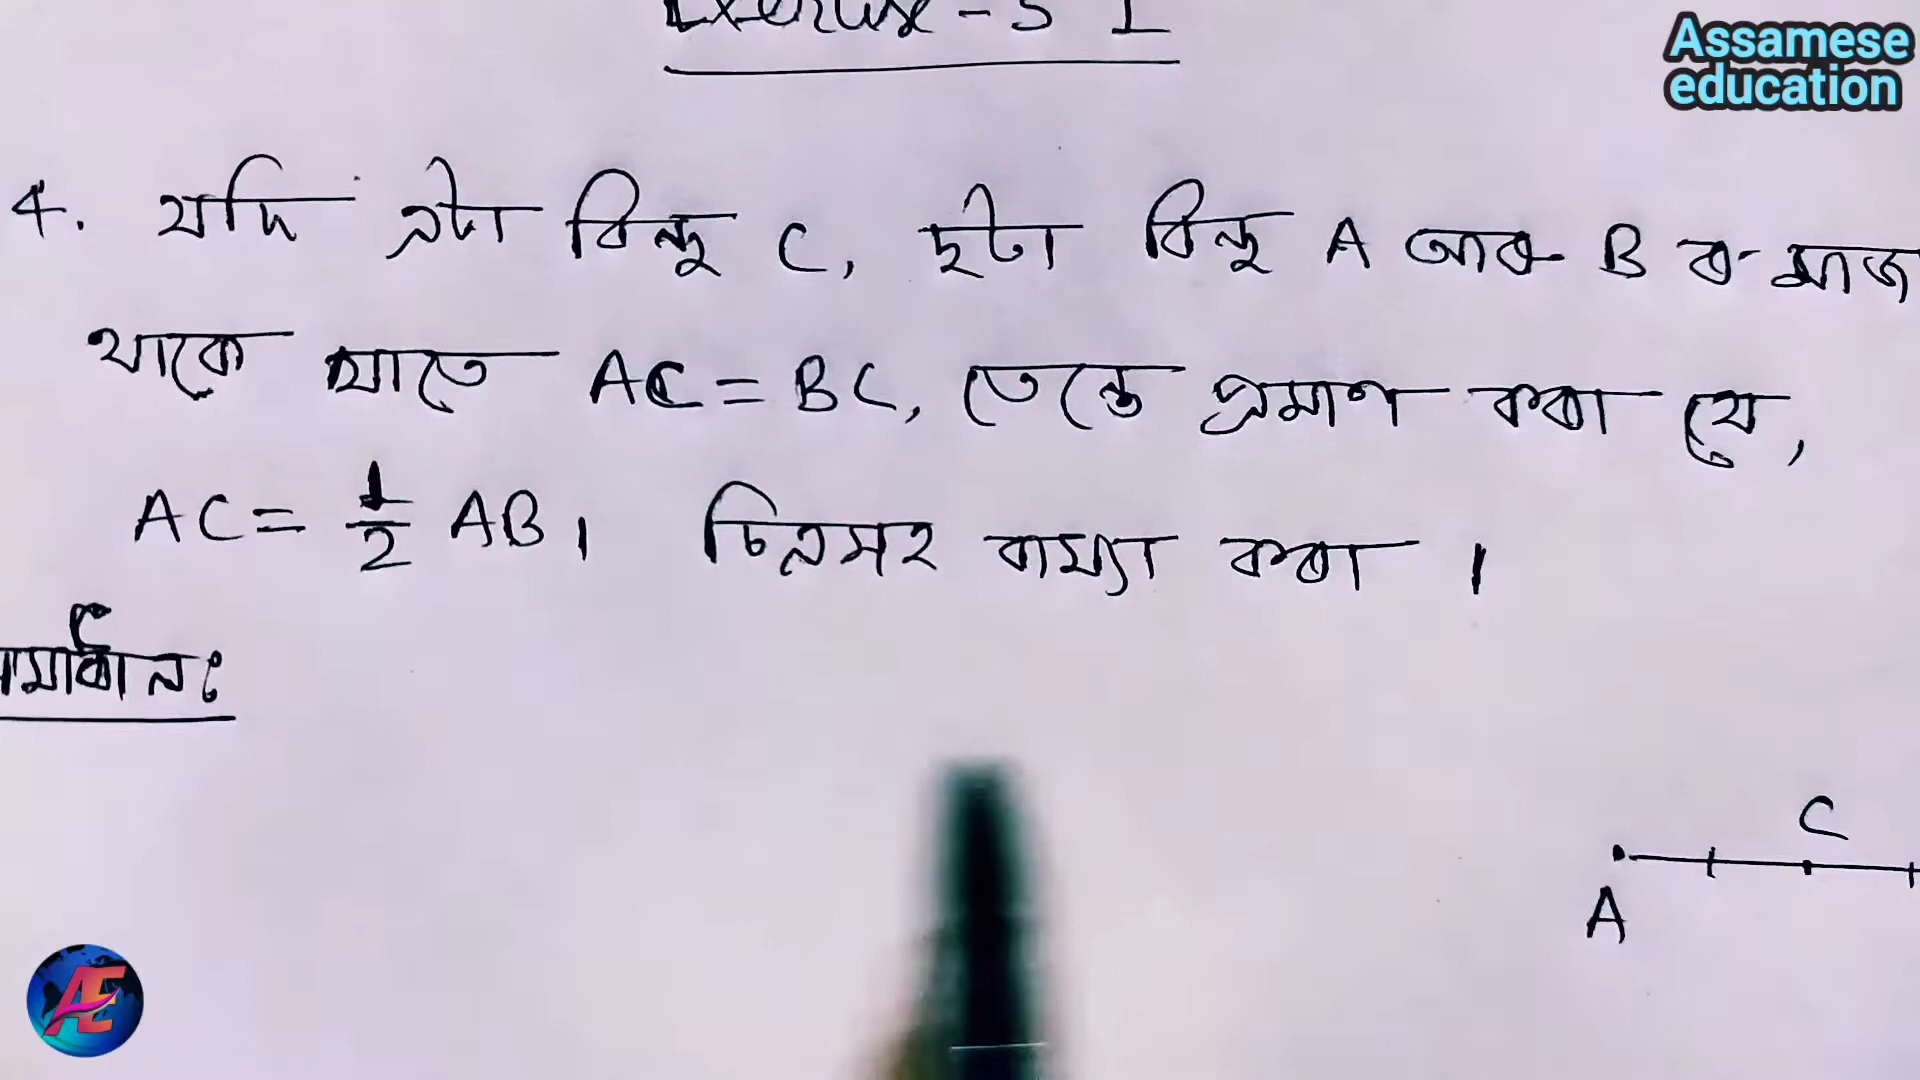 Exercise - 5 1
Assamese
education
4. যদি এটা বিন্দু C, দুটা বিন্দু A আৰু B ৰ মাজ
থাকে যাতে AC = BC, তেন্তে প্ৰমাণ কৰা যে,
AC = 1/2 AB। চিত্ৰসহ ব্যাখ্যা কৰা ।
মাধান ঃ
C
A
AE